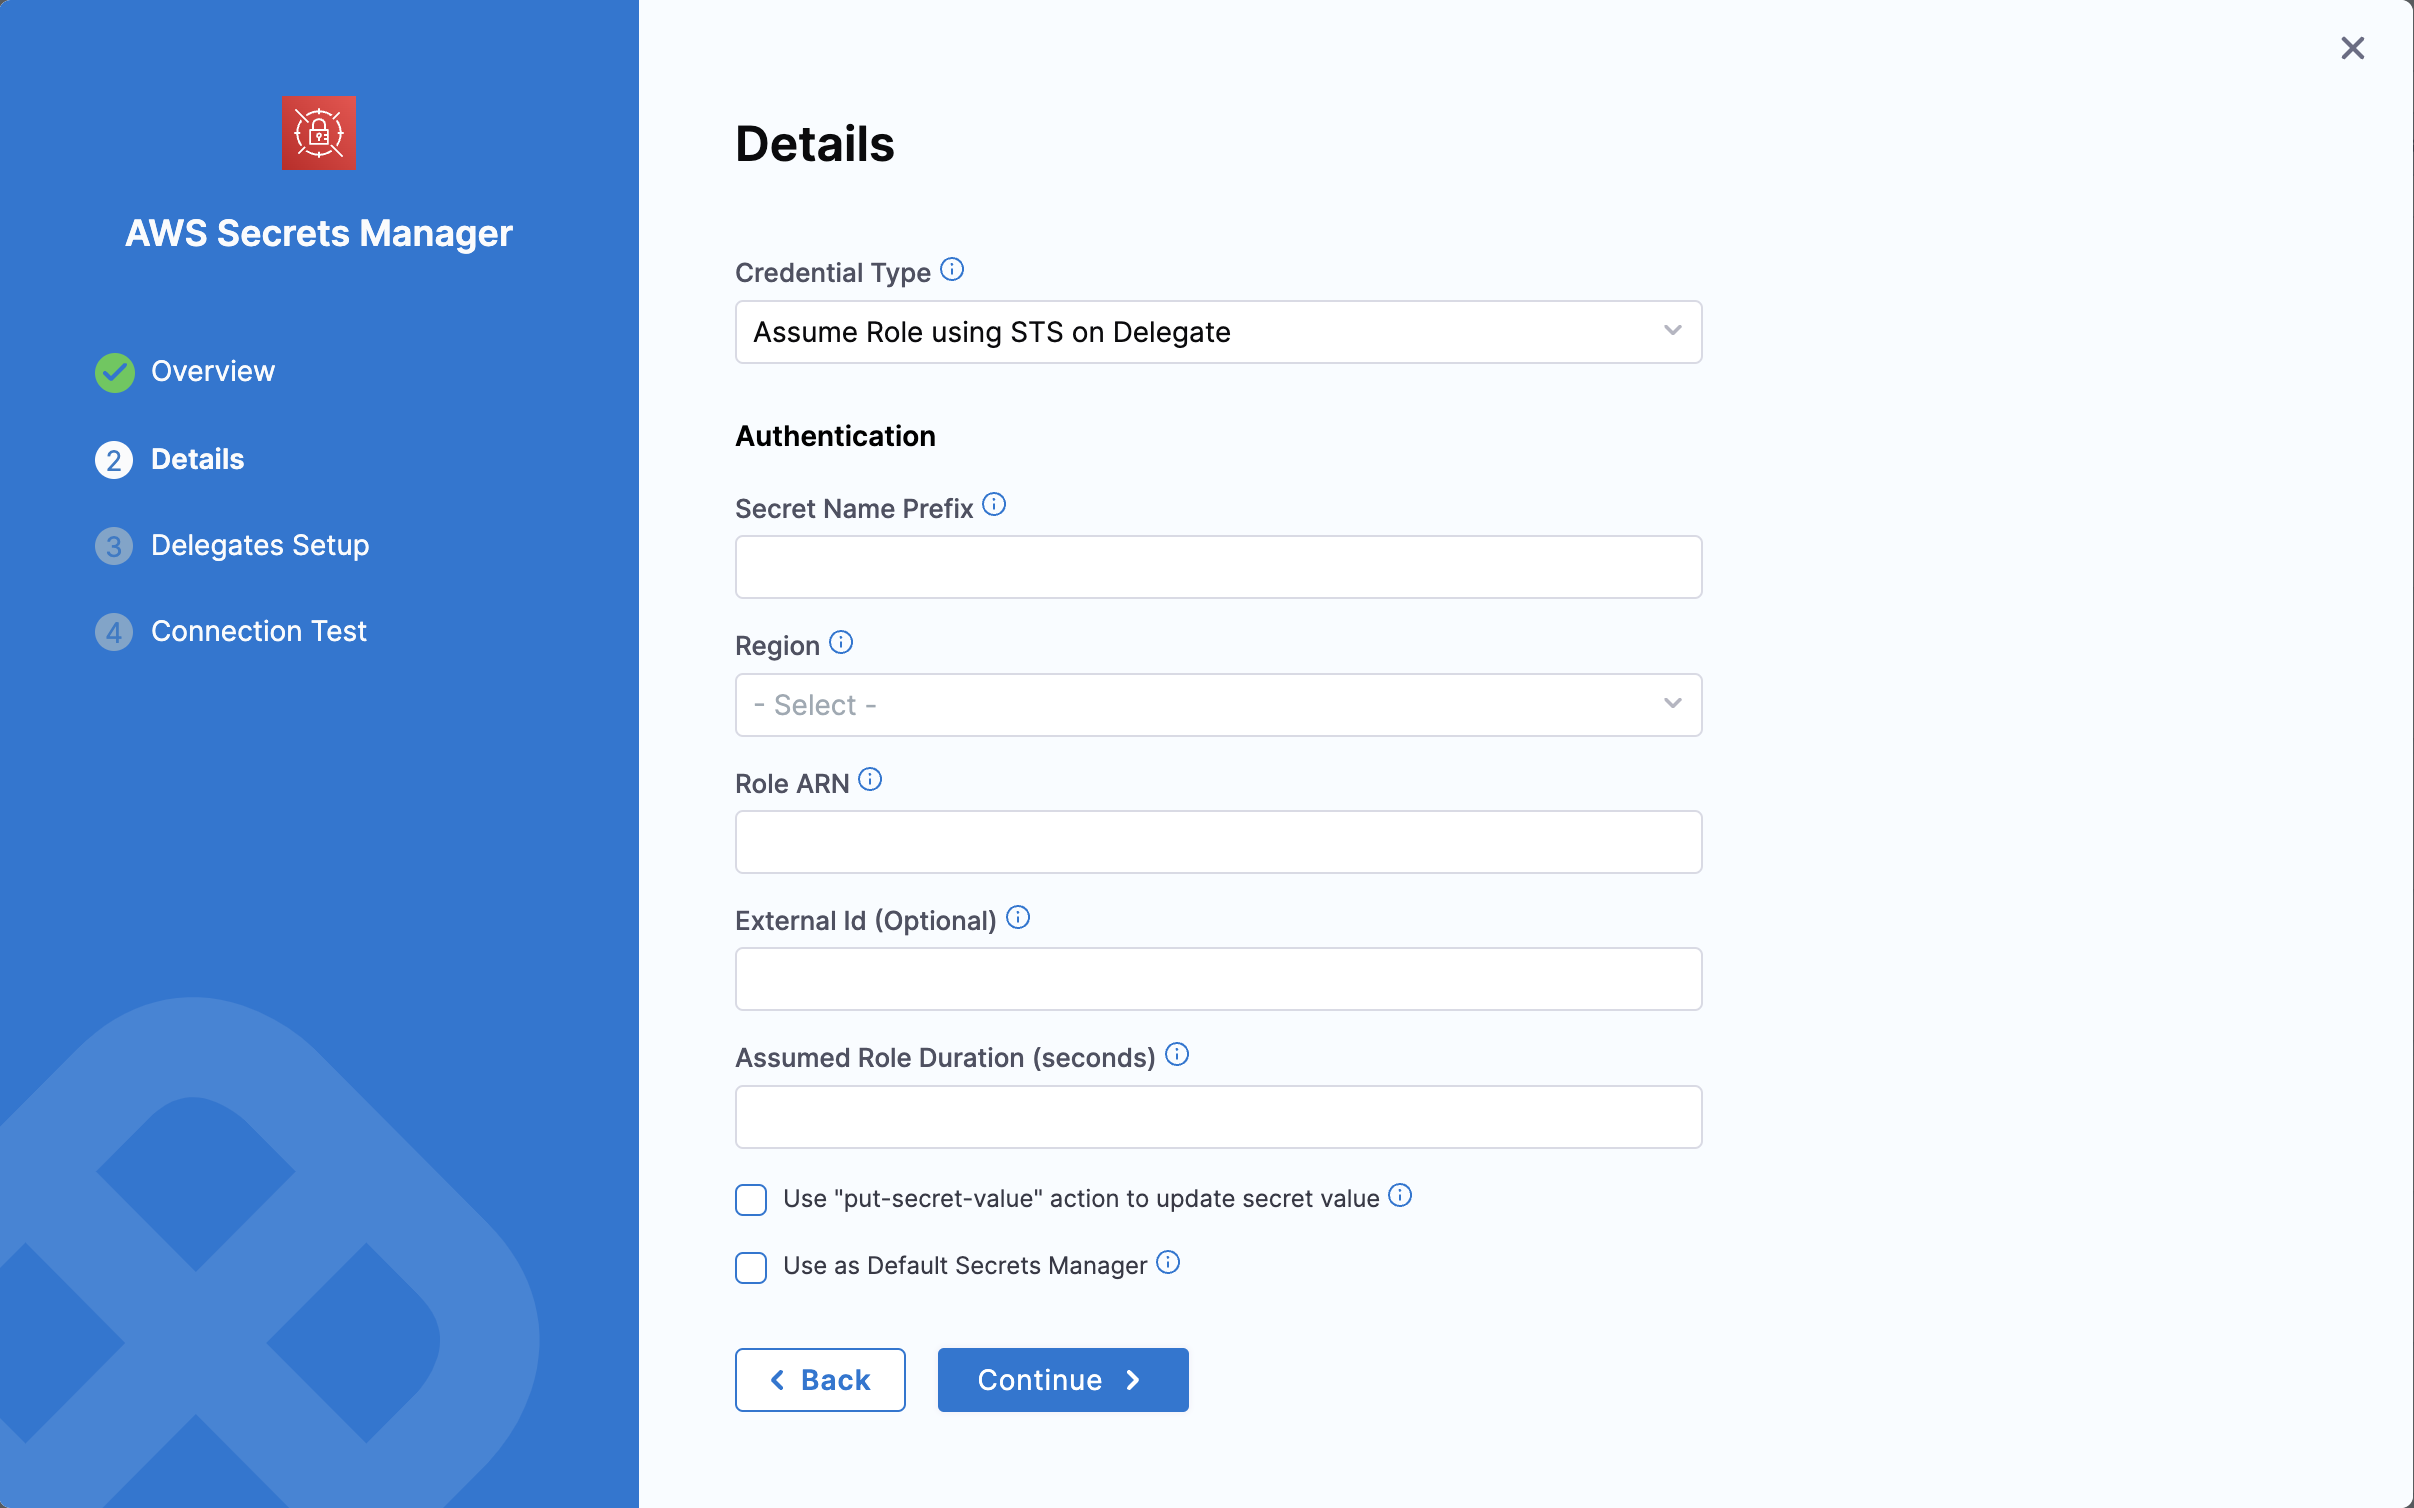 AWS Secrets Manager
Overview
2 Details
3 Delegates Setup
4 Connection Test
Details
Credential Type
Assume Role using STS on Delegate
Authentication
Secret Name Prefix
Region
- Select -
Role ARN
External Id (Optional)
Assumed Role Duration (seconds)
Use "put-secret-value" action to update secret value
Use as Default Secrets Manager
Back
Continue